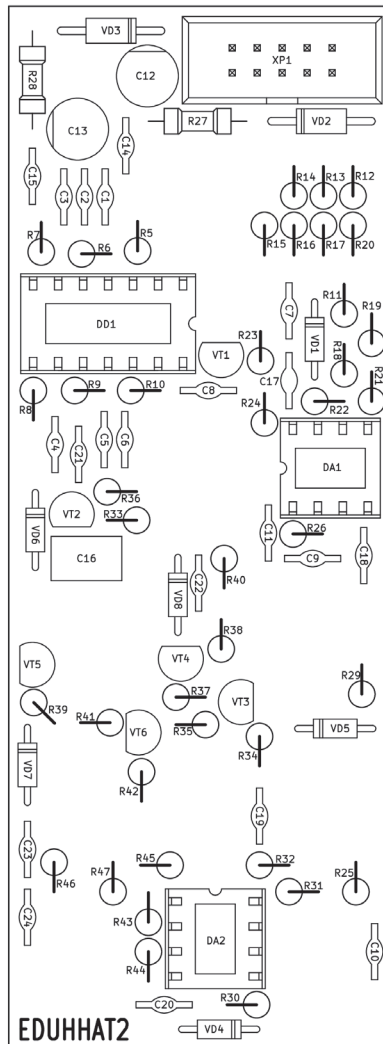 VD3
C12
XP1
R28
C13
R27
VD2
C14
C15
C3
C2
C1
R14
R13
R12
R7
R6
R5
R15
R16
R17
R20
DD1
VT1
R23
C7
VD1
R11
R19
R18
C8
C17
R21
R8
R9
R10
R24
R22
C4
C21
C5
C6
DA1
R36
VT2
R33
VD6
C16
C11
R26
C9
C18
R40
C22
VD8
R38
VT5
VT4
R39
R37
R29
R41
VT6
R35
VT3
R34
VD5
VD7
R42
C19
C23
R46
R47
R45
R32
R31
R25
C24
R43
R44
DA2
C10
C20
R30
VD4
EDUHHAT2